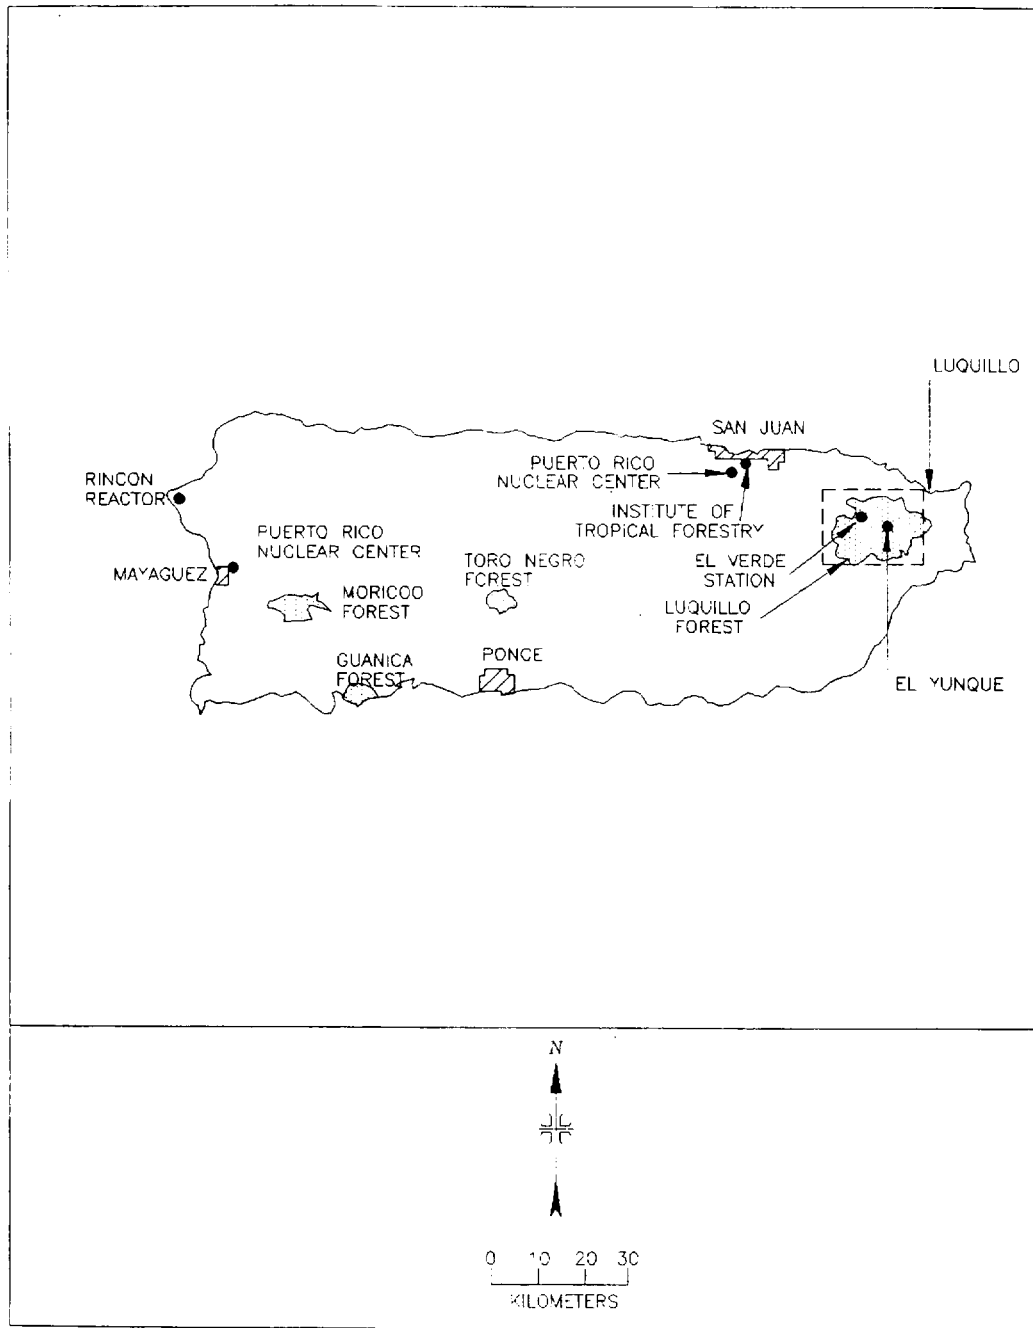 LUQUILLO
SAN JUAN
PUERTO RICO
NUCLEAR CENTER
RINCON
REACTOR
INSTITUTE OF
TROPICAL FORESTRY
PUERTO RICO
NUCLEAR CENTER
TORO NEGRO
FOREST
EL VERDE
STATION
MAYAGUEZ
MORICOO
FOREST
LUQUILLO
FOREST
GUANICA
FOREST
PONCE
EL YUNQUE
N
0 10 20 30
KILOMETERS